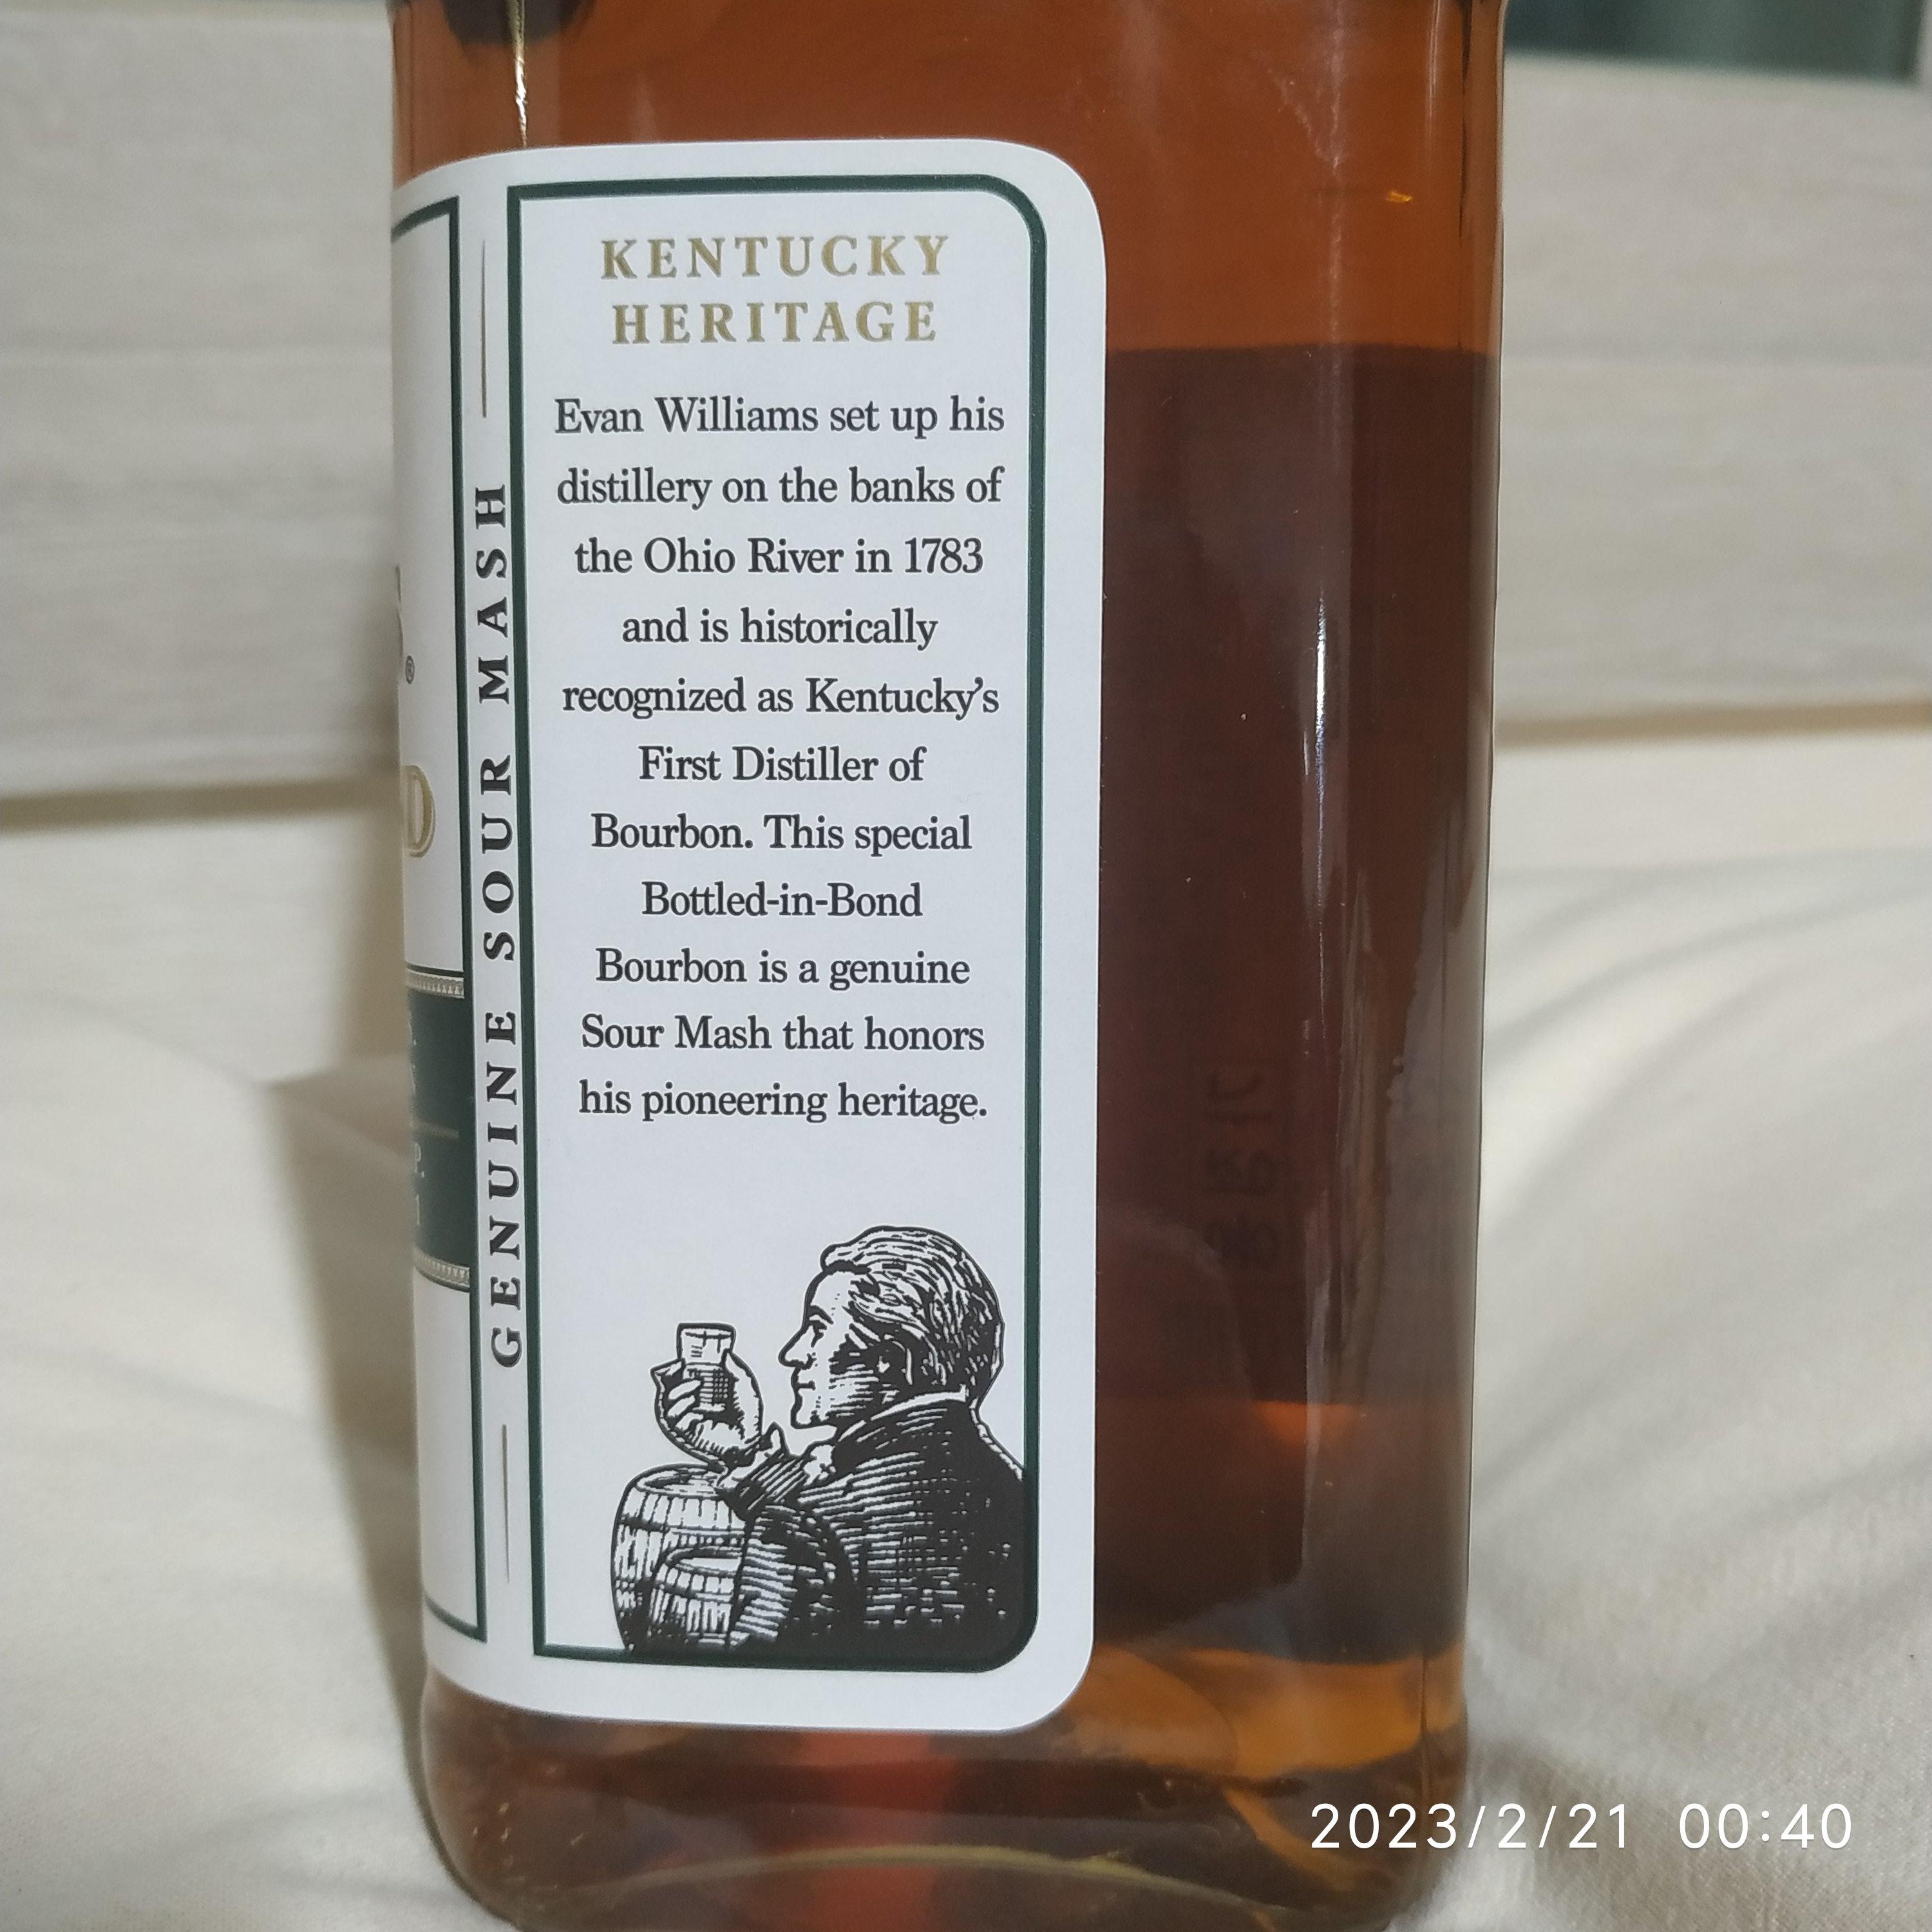 KENTUCKY
HERITAGE
Evan Williams set up his
distillery on the banks of
the Ohio River in 1783
and is historically
recognized as Kentucky's
First Distiller of
Bourbon. This special
Bottled-in-Bond
Bourbon is a genuine
Sour Mash that honors
his pioneering heritage.
GENUINE SOUR MASH
2023/2/21 00:40